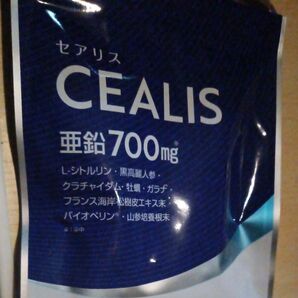 セアリス
CEALIS
亜鉛700mg
L-シトルリン・黒高麗人参・
クラチャイダム・牡蠣・ガラナ・
フランス海岸松樹皮エキス末・
バイオペリン®・山参培養根末